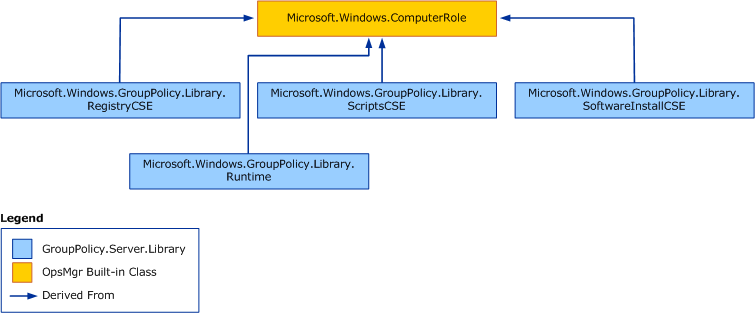 Microsoft.Windows.ComputerRole
Microsoft.Windows.GroupPolicy.Library.
RegistryCSE
Microsoft.Windows.GroupPolicy.Library.
ScriptsCSE
Microsoft.Windows.GroupPolicy.Library.
SoftwareInstallCSE
Microsoft.Windows.GroupPolicy.Library.
Runtime
Legend
GroupPolicy.Server.Library
OpsMgr Built-in Class
Derived From